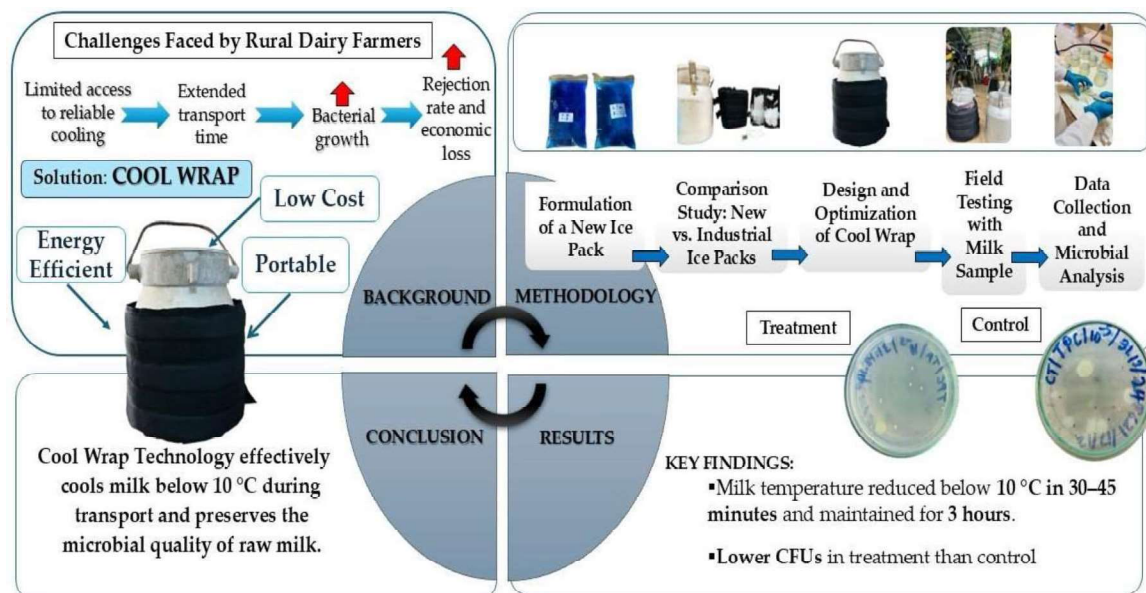 Challenges Faced by Rural Dairy Farmers
Limited access
to reliable
cooling
Extended
transport
time
Bacterial
growth
Rejection
rate and
economic
loss
Solution: COOL WRAP
Low Cost
Energy
Efficient
Portable
BACKGROUND
METHODOLOGY
Formulation
of a New Ice
Pack
Comparison
Study: New
vs. Industrial
Ice Packs
Design and
Optimization
of Cool Wrap
Field
Testing
with
Milk
Sample
Data
Collection
and
Microbial
Analysis
Treatment
Control
CT/TPC/10
CONCLUSION
RESULTS
Cool Wrap Technology effectively
cools milk below 10 °C during
transport and preserves the
microbial quality of raw milk.
KEY FINDINGS:
▪Milk temperature reduced below 10 °C in 30–45
minutes and maintained for 3 hours.
▪Lower CFUs in treatment than control